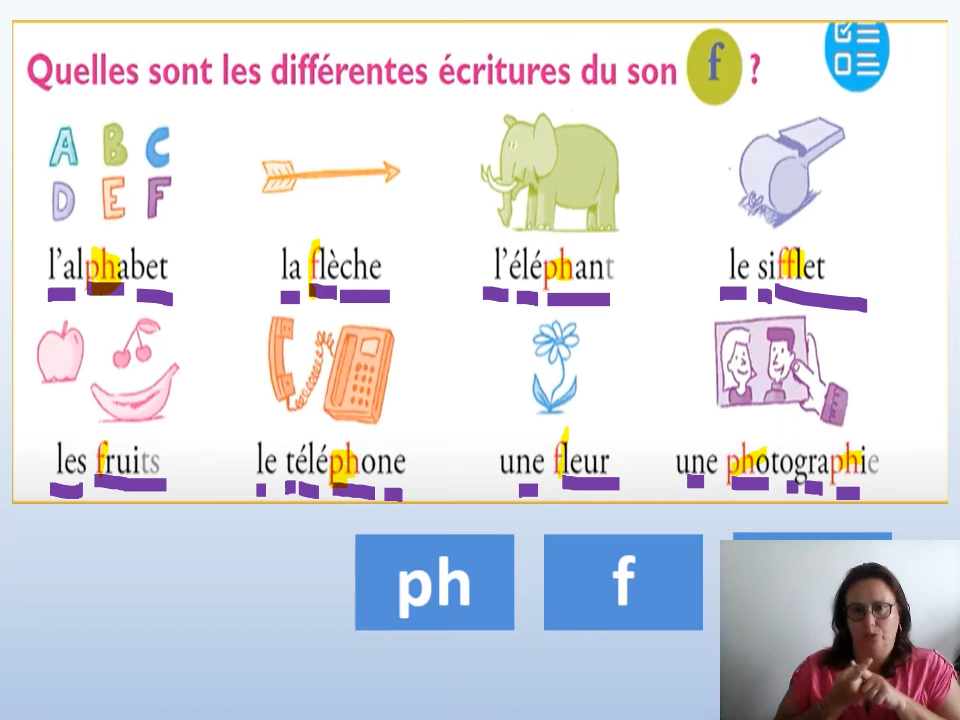 Quelles sont les différentes écritures du son f ?
A B C
D E F
l'alphabet la flèche l'éléphant le sifflet
les fruits le téléphone une fleur une photographie
ph f